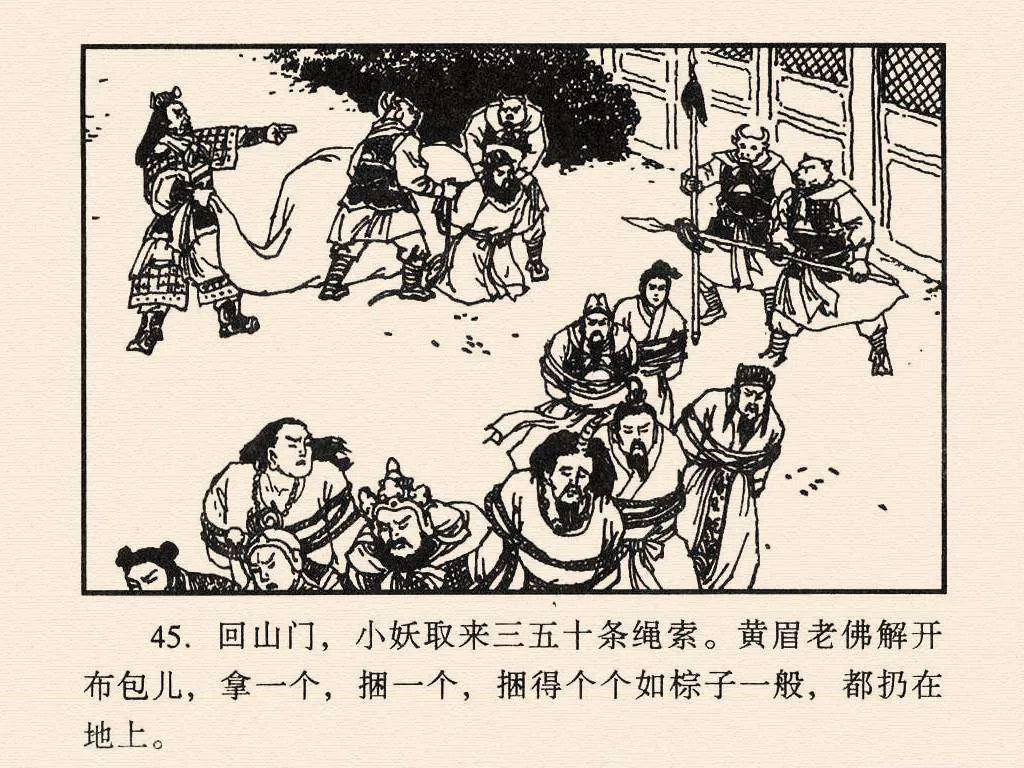 45. 回山门，小妖取来三五十条绳索。黄眉老佛解开
布包儿，拿一个，捆一个，捆得个个如棕子一般，都扔在
地上。